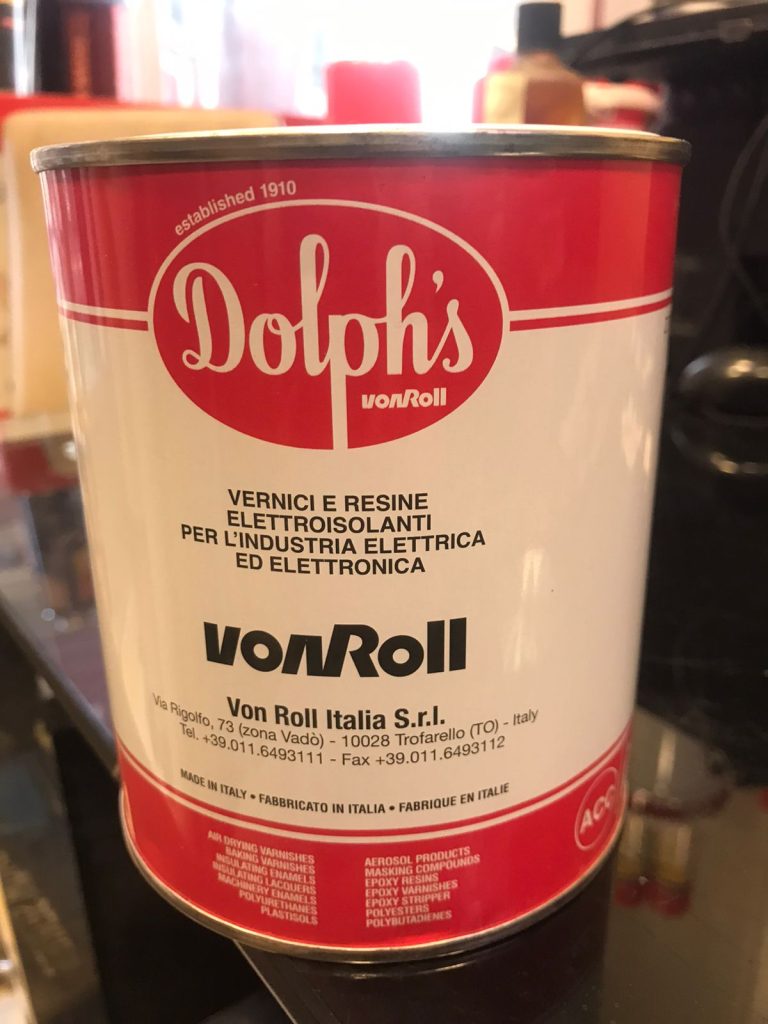 established 1910
Dolph's
vonRoll
VERNICI E RESINE
ELETTROISOLANTI
PER L'INDUSTRIA ELETTRICA
ED ELETTRONICA
vonRoll
Von Roll Italia S.r.l.
Via Rigolfo, 73 (zona Vadò) - 10028 Trofarello (TO) - Italy
Tel. +39.011.6493111 - Fax +39.011.6493112
MADE IN ITALY • FABBRICATO IN ITALIA • FABRIQUE EN ITALIE
AIR DRYING VARNISHES
BAKING VARNISHES
INSULATING ENAMELS
INSULATING LACQUERS
MACHINERY ENAMELS
POLYURETHANES
PLASTISOLS
AEROSOL PRODUCTS
MASKING COMPOUNDS
EPOXY RESINS
EPOXY VARNISHES
EPOXY STRIPPER
POLYESTERS
POLYBUTADIENES